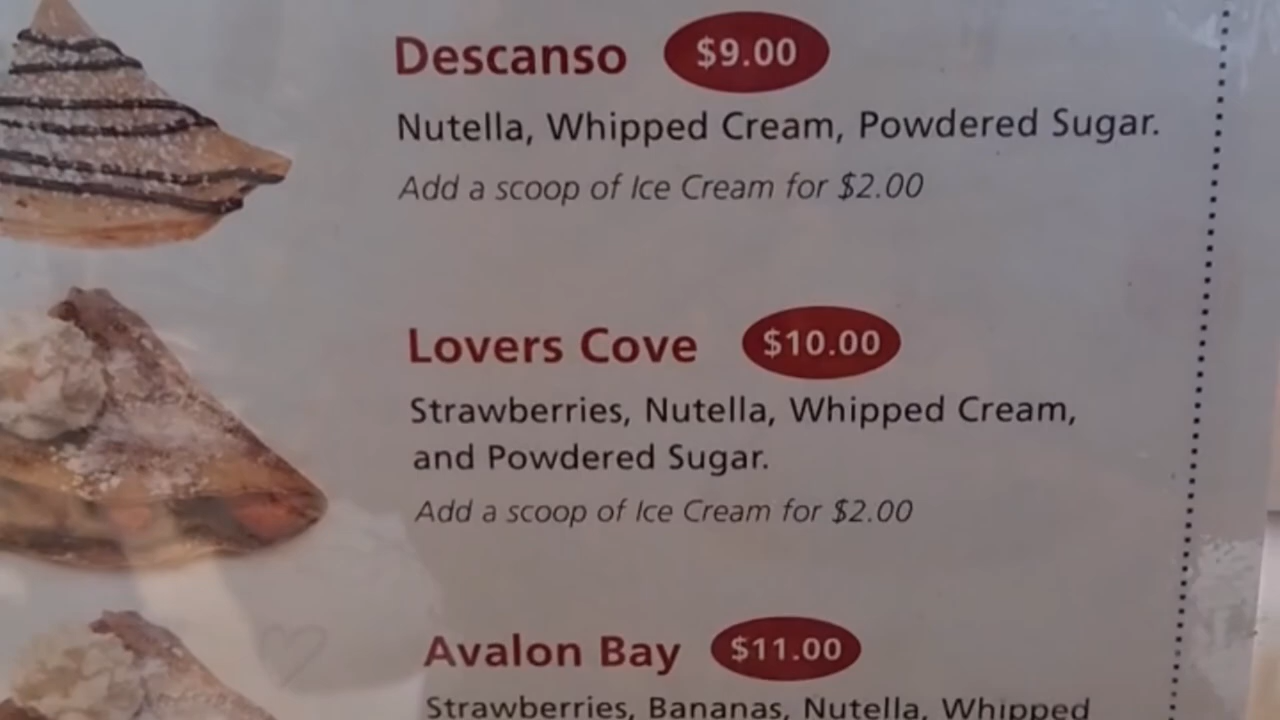 Descanso $9.00
Nutella, Whipped Cream, Powdered Sugar.
Add a scoop of Ice Cream for $2.00
Lovers Cove $10.00
Strawberries, Nutella, Whipped Cream,
and Powdered Sugar.
Add a scoop of Ice Cream for $2.00
Avalon Bay $11.00
Strawberries, Bananas, Nutella, Whipped